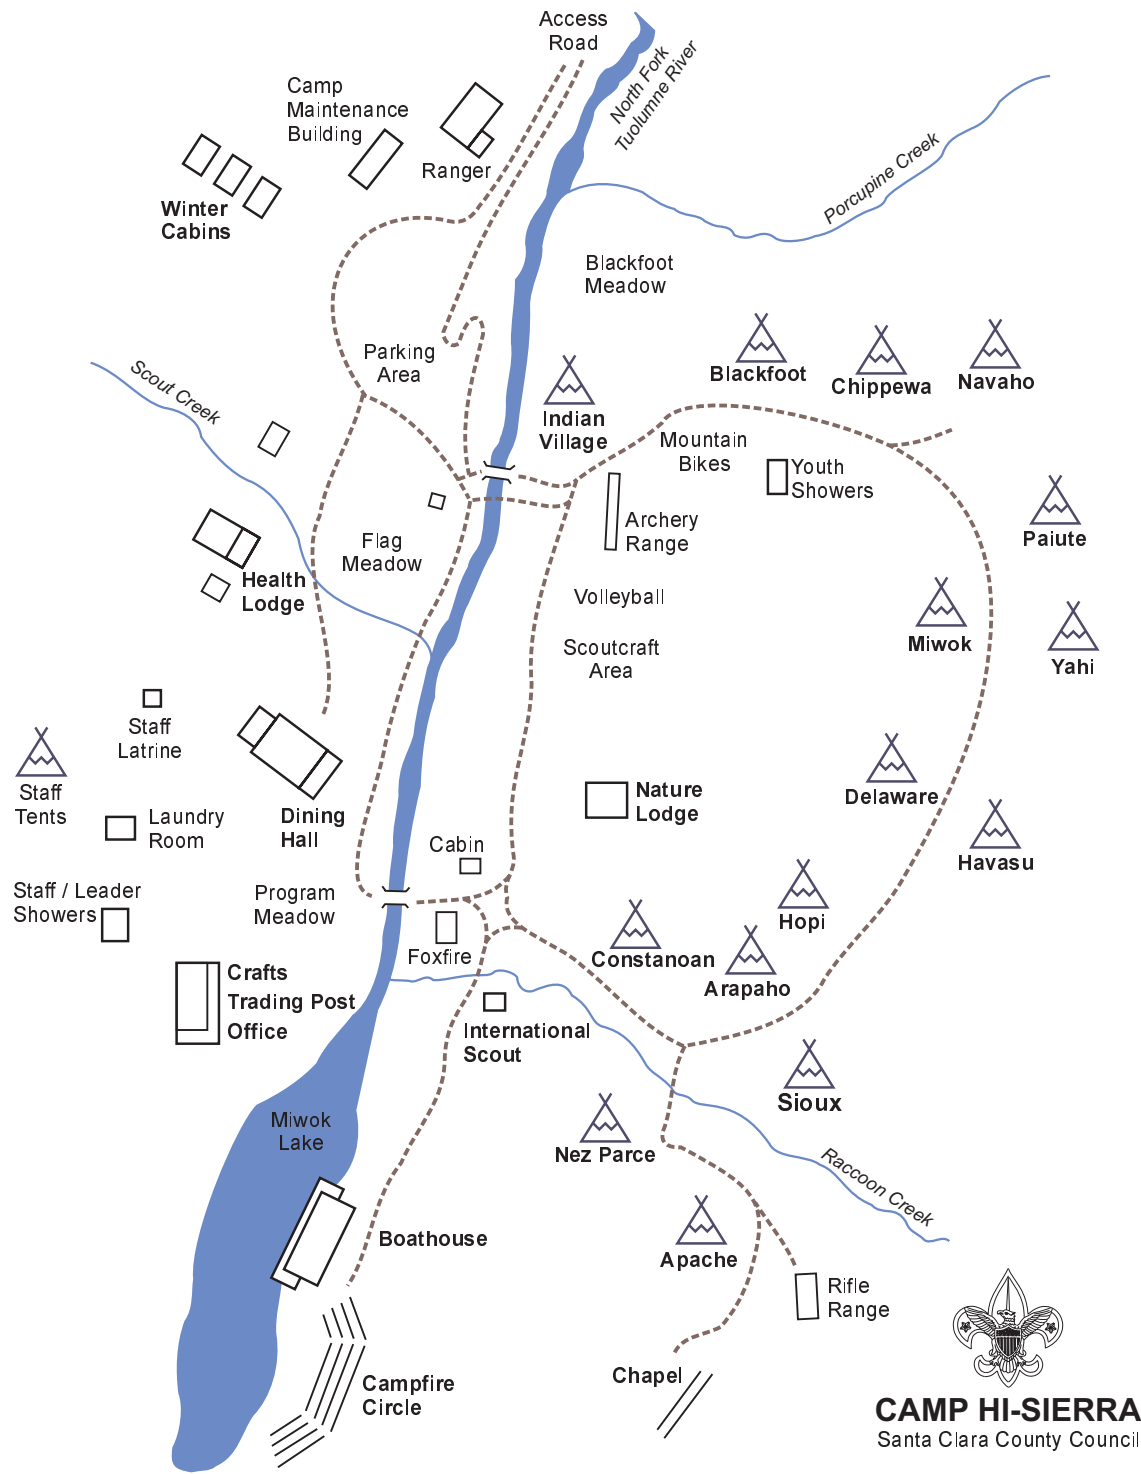 Access
Road
North Fork
Tuolumne River
Camp
Maintenance
Building
Ranger
Porcupine Creek
Winter
Cabins
Blackfoot
Meadow
Parking
Area
Scout Creek
Blackfoot
Chippewa
Navaho
Indian
Village
Mountain
Bikes
Youth
Showers
Archery
Range
Paiute
Flag
Meadow
Health
Lodge
Volleyball
Scoutcraft
Area
Miwok
Yahi
Staff
Latrine
Staff
Tents
Laundry
Room
Dining
Hall
Nature
Lodge
Delaware
Havasu
Cabin
Staff / Leader
Showers
Program
Meadow
Hopi
Foxfire
Constanoan
Arapaho
Crafts
Trading Post
Office
International
Scout
Sioux
Miwok
Lake
Nez Parce
Raccoon Creek
Boathouse
Apache
Rifle
Range
Chapel
Campfire
Circle
CAMP HI-SIERRA
Santa Clara County Council